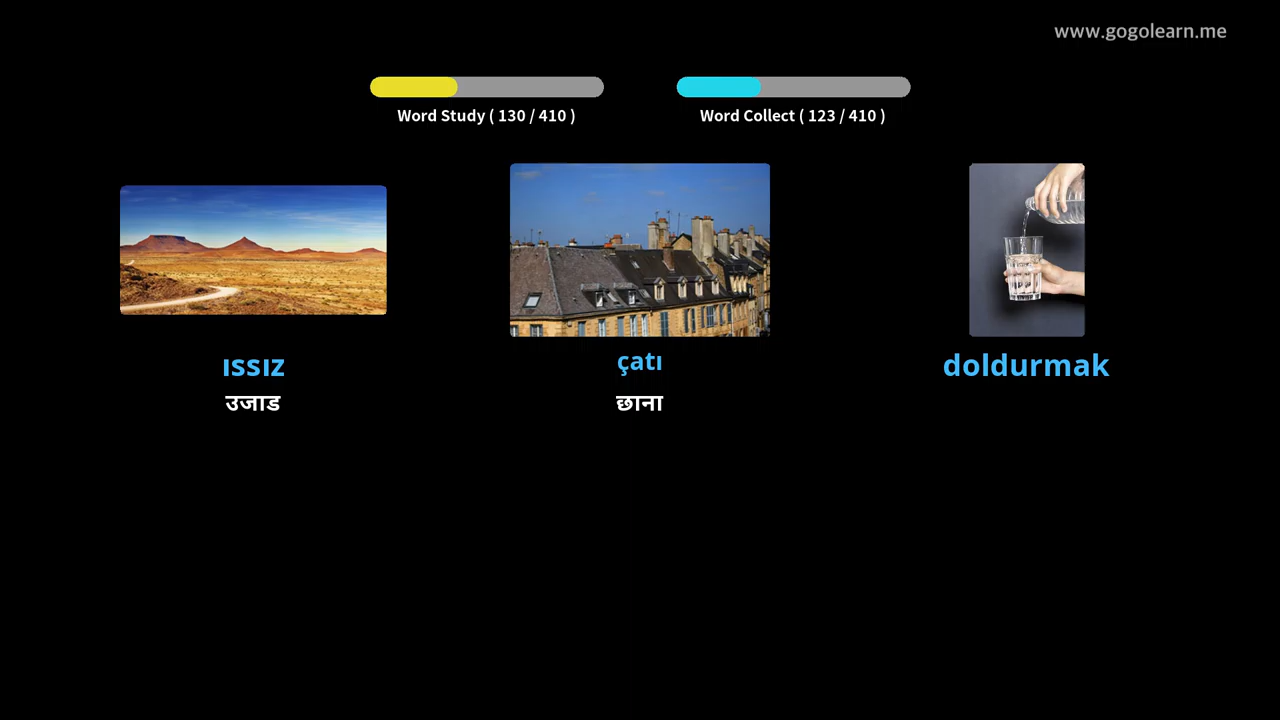 www.gogolearn.me
Word Study ( 130 / 410 )
Word Collect ( 123 / 410 )
ıssız
çatı
doldurmak
उजाड
छाना